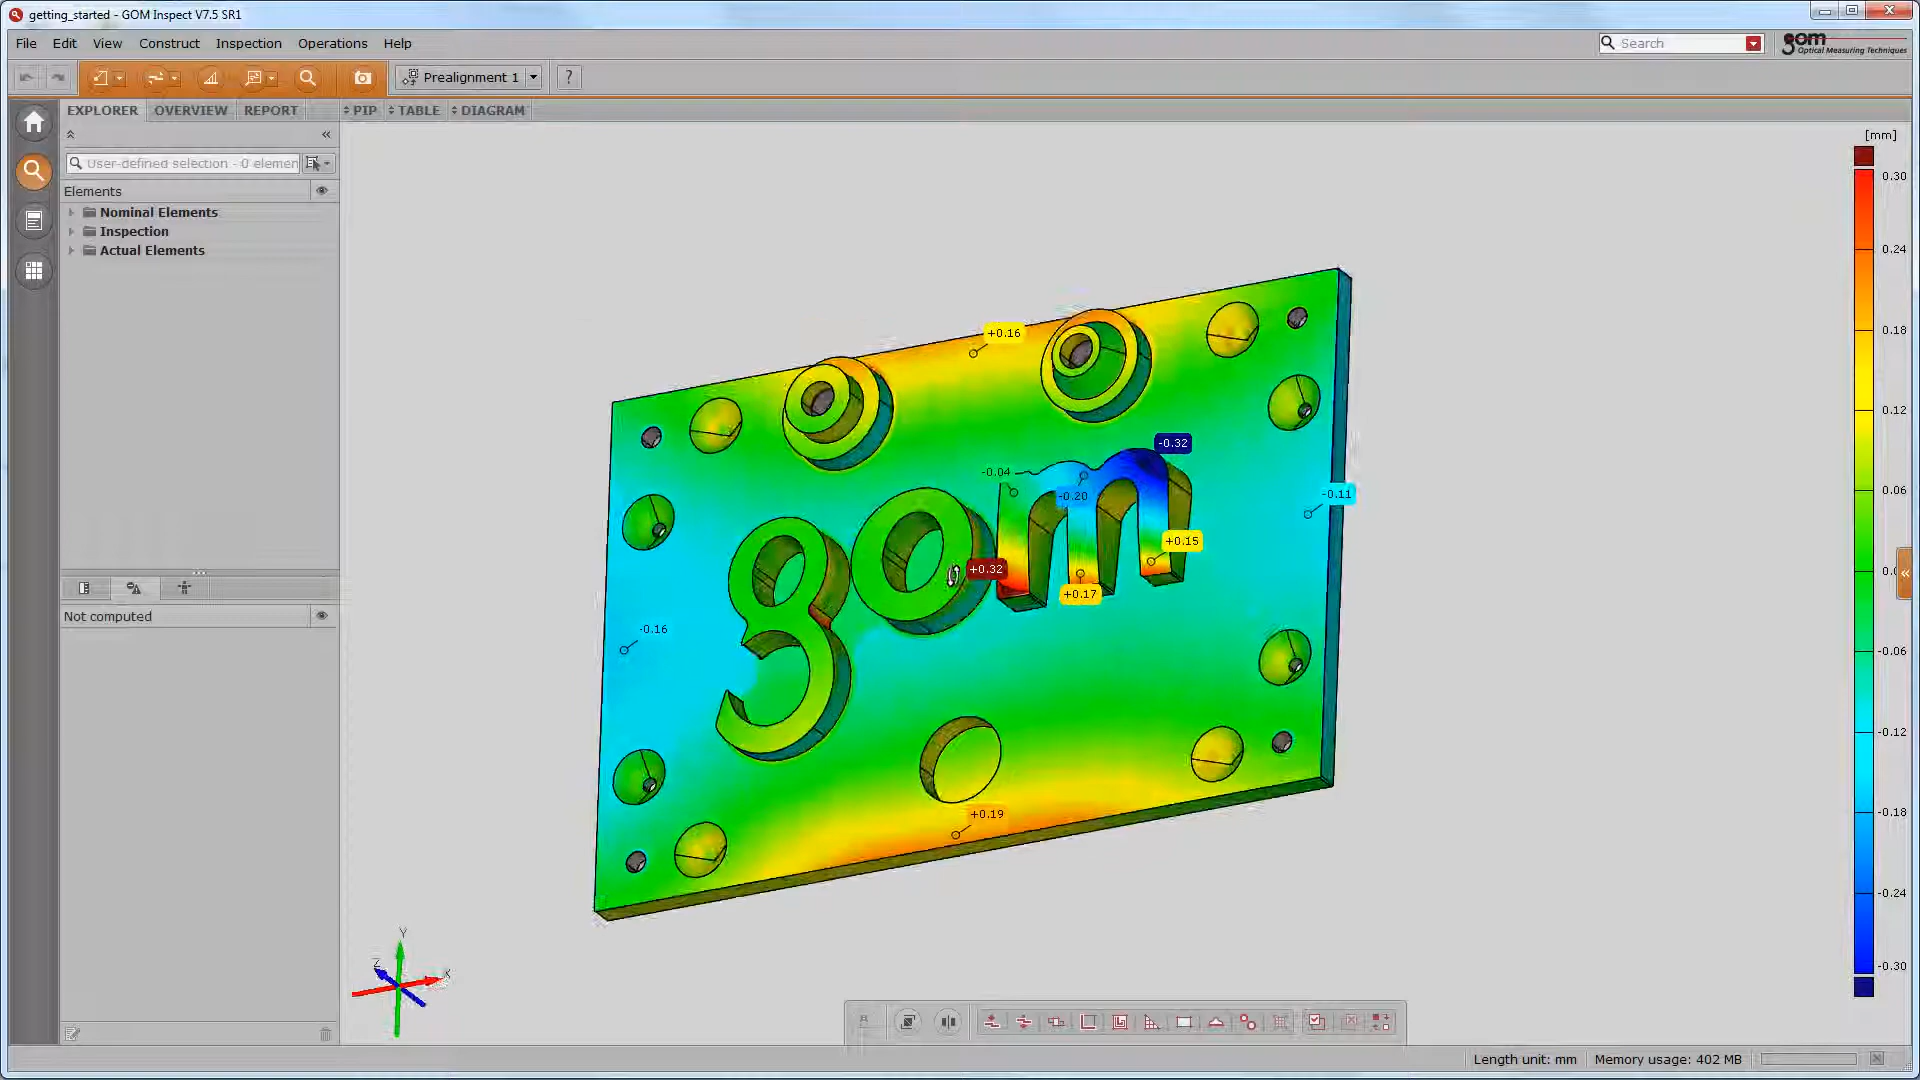 getting_started - GOM Inspect V7.5 SR1
File Edit View Construct Inspection Operations Help
Search
gom
Optical Measuring Techniques
Prealignment 1
?
EXPLORER OVERVIEW REPORT PIP TABLE DIAGRAM
User-defined selection - 0 elemen
Elements
Nominal Elements
Inspection
Actual Elements
Not computed
[mm]
0.30
0.24
0.18
0.12
0.06
0.0
-0.06
-0.12
-0.18
-0.24
-0.30
+0.16
-0.32
-0.04
-0.20
-0.11
+0.15
+0.32
+0.17
-0.16
+0.19
gom
Y
Z
X
Length unit: mm Memory usage: 402 MB